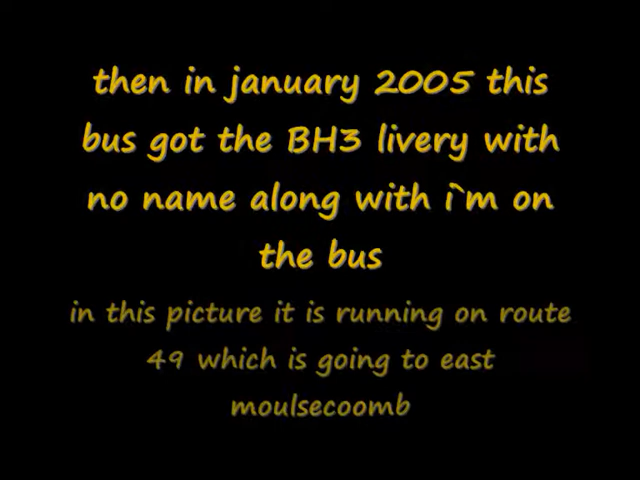 then in january 2005 this
bus got the BH3 livery with
no name along with i`m on
the bus
in this picture it is running on route
49 which is going to east
moulsecoomb